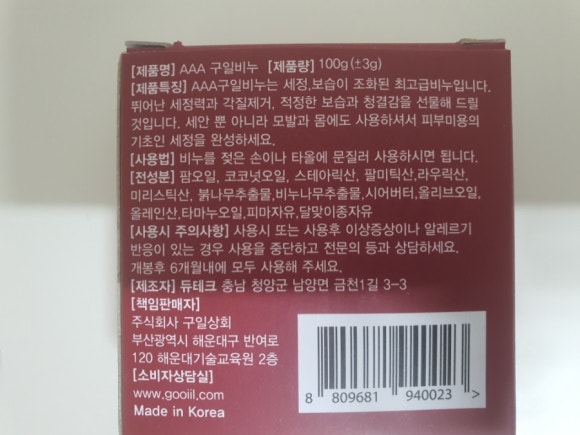 [제품명] AAA 구일비누 [제품량] 100g(±3g)
[제품특징] AAA구일비누는 세정,보습이 조화된 최고급비누입니다.
뛰어난 세정력과 각질제거, 적정한 보습과 청결감을 선물해 드릴
것입니다. 세안 뿐 아니라 모발과 몸에도 사용하셔서 피부미용의
기초인 세정을 완성하세요.
[사용법] 비누를 젖은 손이나 타올에 문질러 사용하시면 됩니다.
[전성분] 팜오일, 코코넛오일, 스테아릭산, 팔미틱산,라우릭산,
미리스틱산, 붉나무추출물,비누나무추출물,시어버터,올리브오일,
올레인산,타마누오일,피마자유,달맞이종자유
[사용시 주의사항] 사용시 또는 사용후 이상증상이나 알레르기
반응이 있는 경우 사용을 중단하고 전문의 등과 상담하세요.
개봉후 6개월내에 모두 사용해 주세요.
[제조자] 듀테크 충남 청양군 남양면 금천1길 3-3
[책임판매자]
주식회사 구일상회
부산광역시 해운대구 반여로
120 해운대기술교육원 2층
[소비자상담실]
www.gooiil.com
Made in Korea
8 809681 940023 >